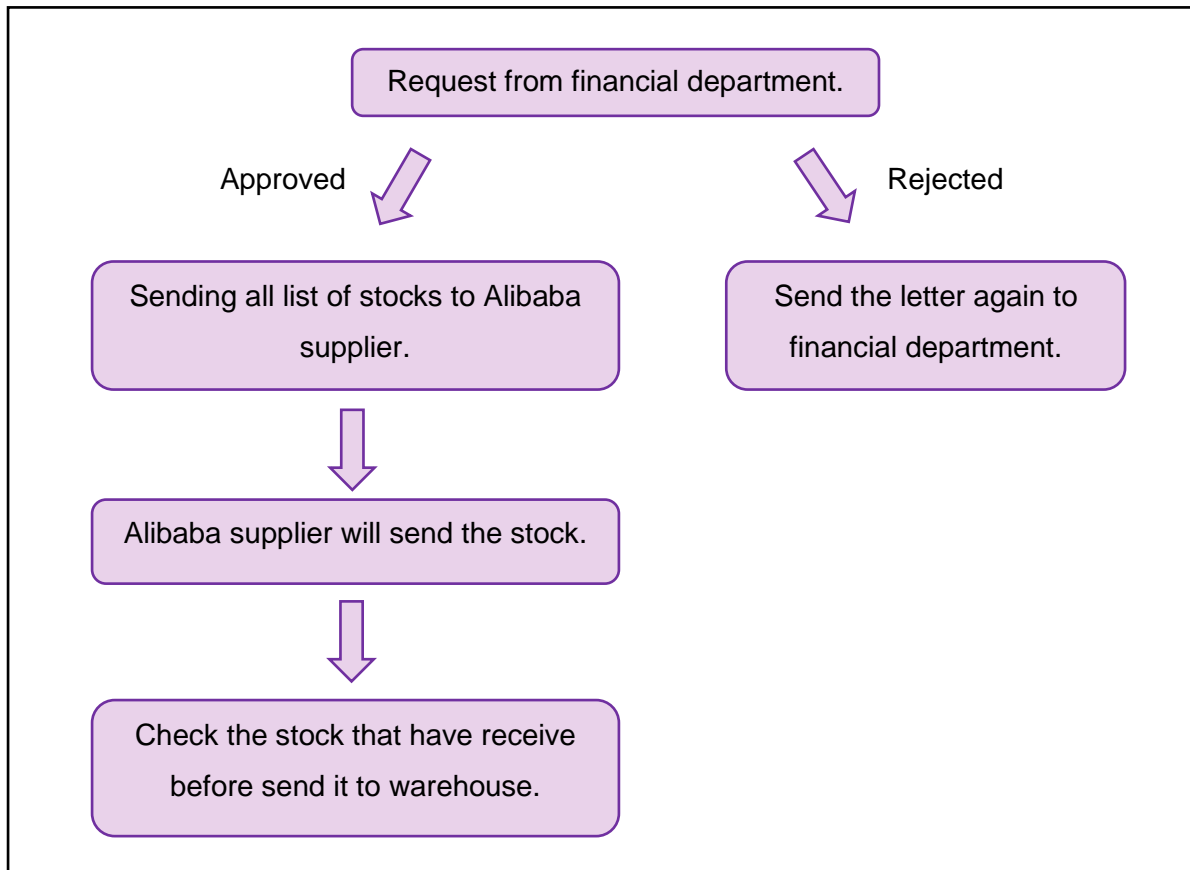 Request from financial department.
Approved
Rejected
Sending all list of stocks to Alibaba
supplier.
Send the letter again to
financial department.
Alibaba supplier will send the stock.
Check the stock that have receive
before send it to warehouse.